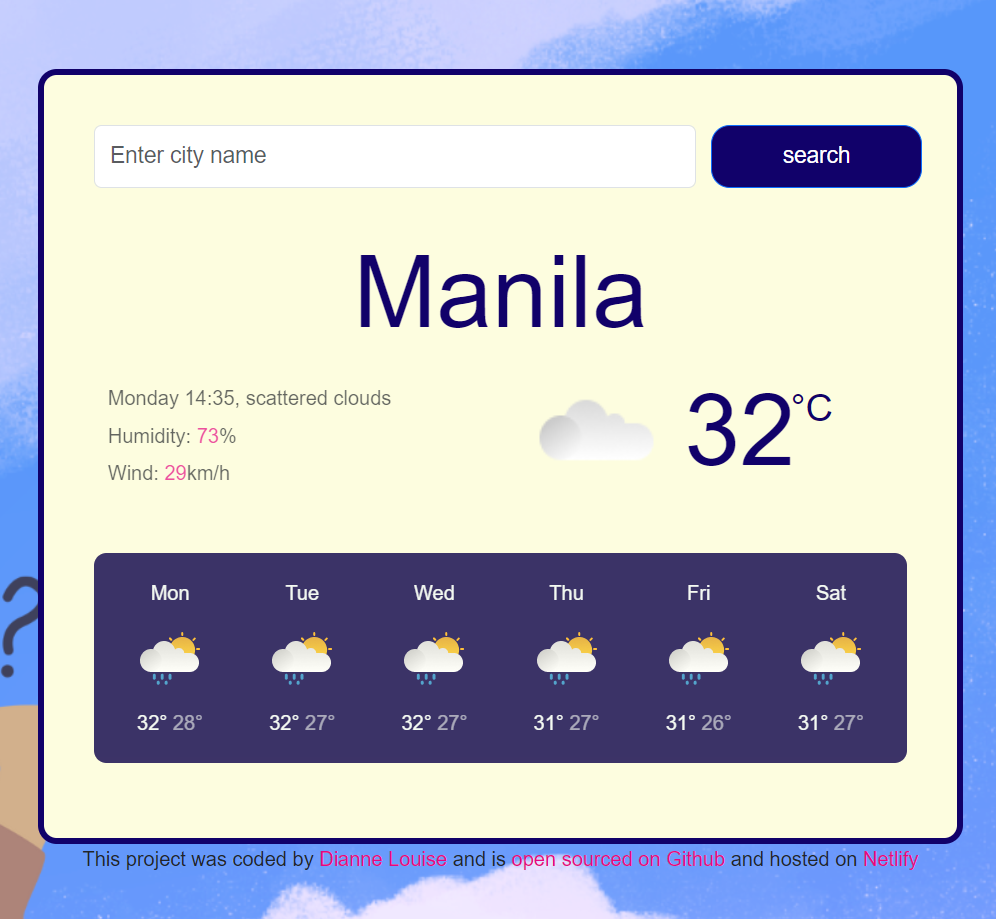 Enter city name
search
Manila
Monday 14:35, scattered clouds
Humidity: 73%
Wind: 29km/h
32°C
Mon Tue Wed Thu Fri Sat
32° 28° 32° 27° 32° 27° 31° 27° 31° 26° 31° 27°
?
This project was coded by Dianne Louise and is open sourced on Github and hosted on Netlify